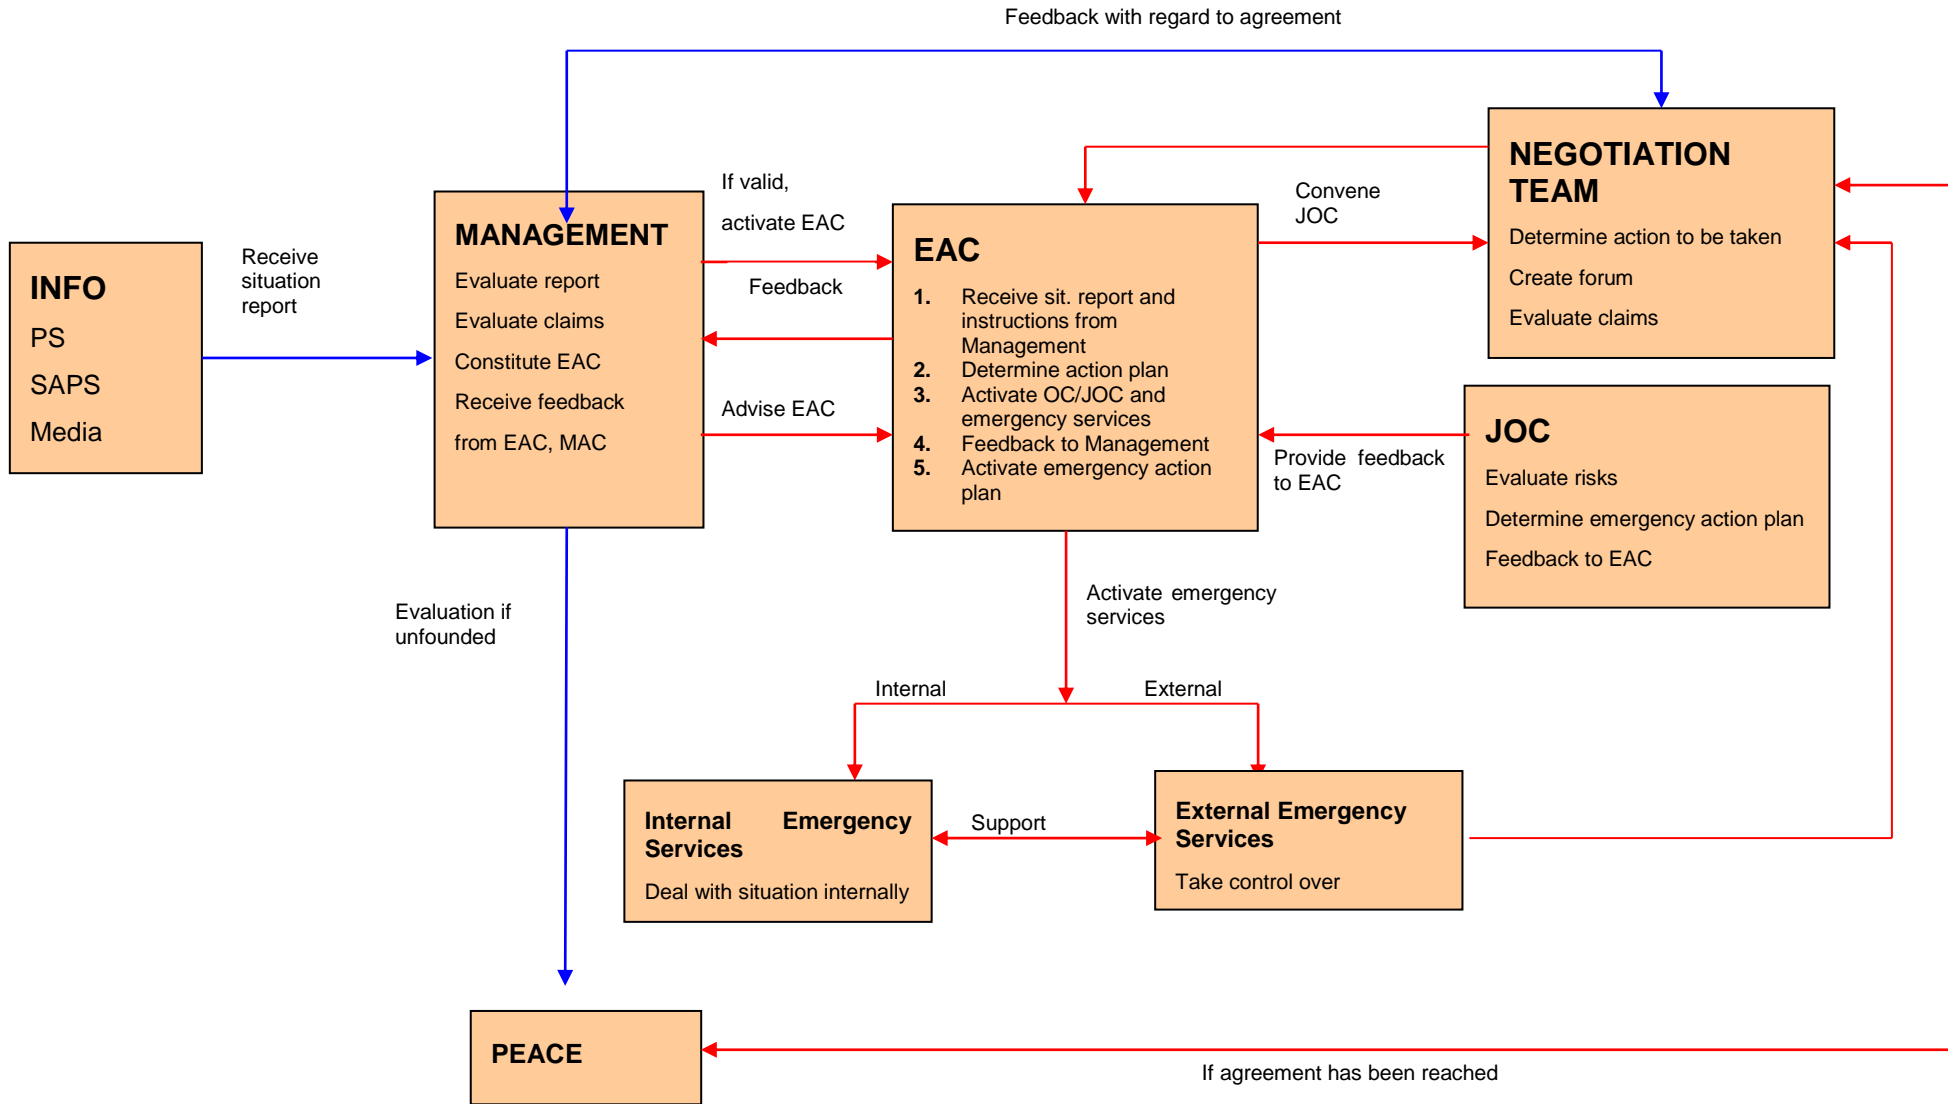 Feedback with regard to agreement
INFO
PS
SAPS
Media
Receive
situation
report
MANAGEMENT
Evaluate report
Evaluate claims
Constitute EAC
Receive feedback
from EAC, MAC
If valid,
activate EAC
Feedback
Advise EAC
EAC
1. Receive sit. report and
instructions from
Management
2. Determine action plan
3. Activate OC/JOC and
emergency services
4. Feedback to Management
5. Activate emergency action
plan
Convene
JOC
NEGOTIATION
TEAM
Determine action to be taken
Create forum
Evaluate claims
Provide feedback
to EAC
JOC
Evaluate risks
Determine emergency action plan
Feedback to EAC
Evaluation if
unfounded
Activate emergency
services
Internal
External
Internal Emergency
Services
Deal with situation internally
Support
External Emergency
Services
Take control over
PEACE
If agreement has been reached